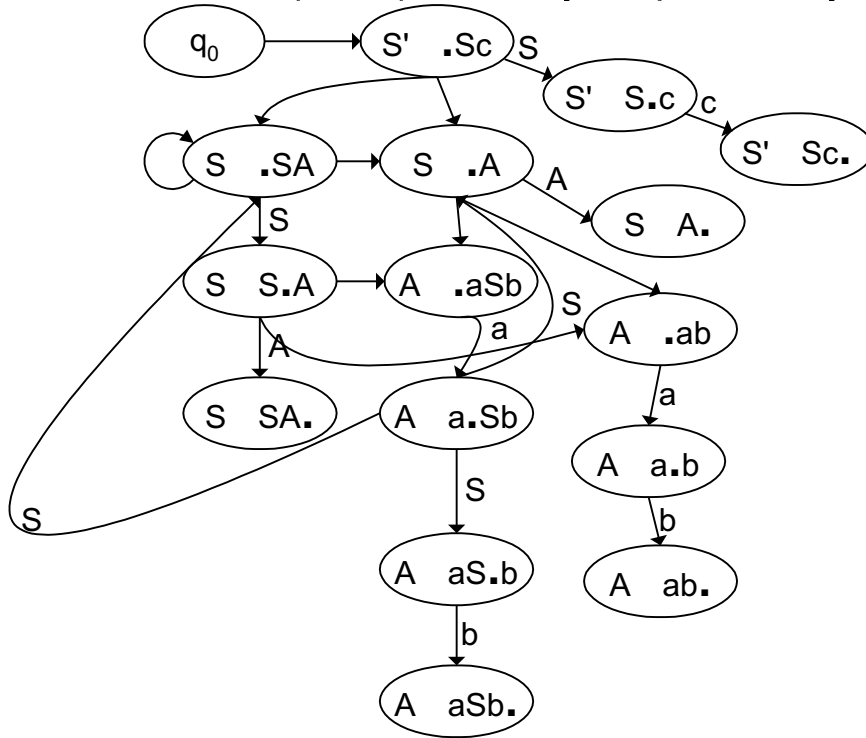 q0
S' .Sc
S
S' S.c
c
S' Sc.
S .SA
S .A
A
S A.
S
S S.A
A .aSb
S
A .ab
a
A
a
S SA.
A a.Sb
A a.b
S
S
b
A aS.b
A ab.
b
A aSb.